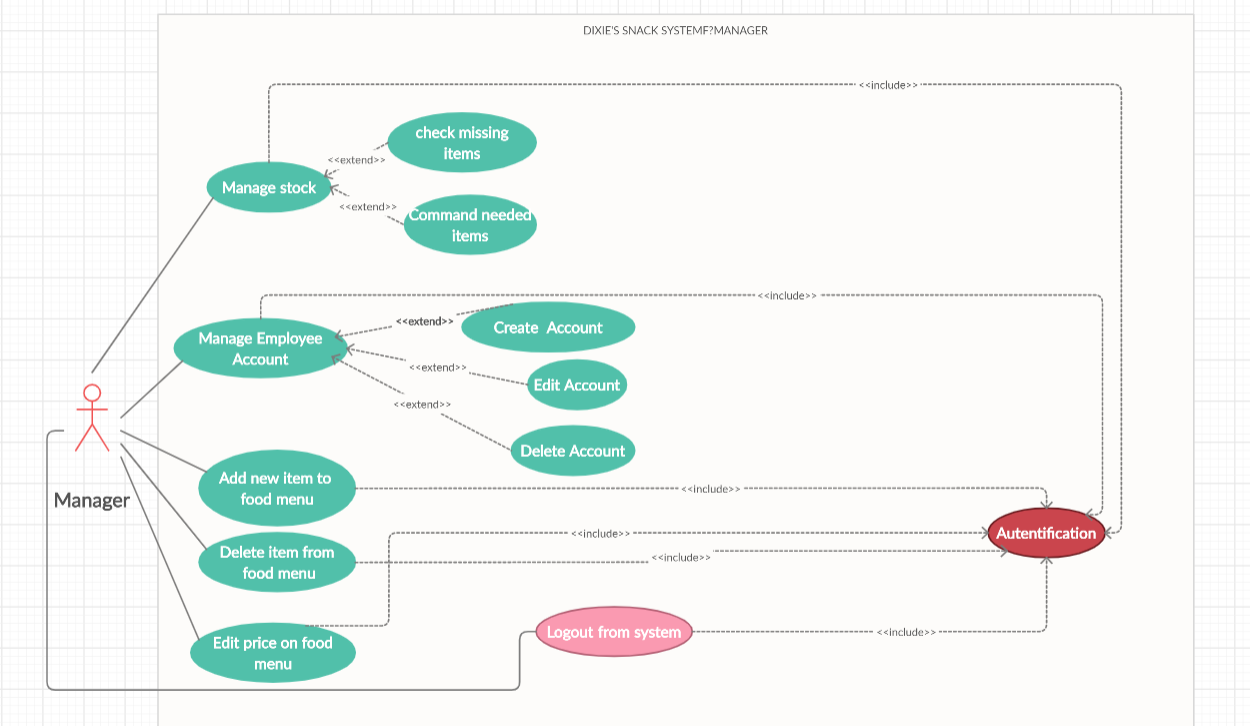 DIXIE'S SNACK SYSTEMF?MANAGER
<<include>>
check missing
items
<<extend>>
Manage stock
<<extend>>
Command needed
items
<<include>>
<<extend>>
Create Account
Manage Employee
Account
<<extend>>
Edit Account
<<extend>>
Delete Account
Add new item to
food menu
<<include>>
Manager
<<include>>
Autentification
Delete item from
food menu
<<include>>
Edit price on food
menu
Logout from system
<<include>>